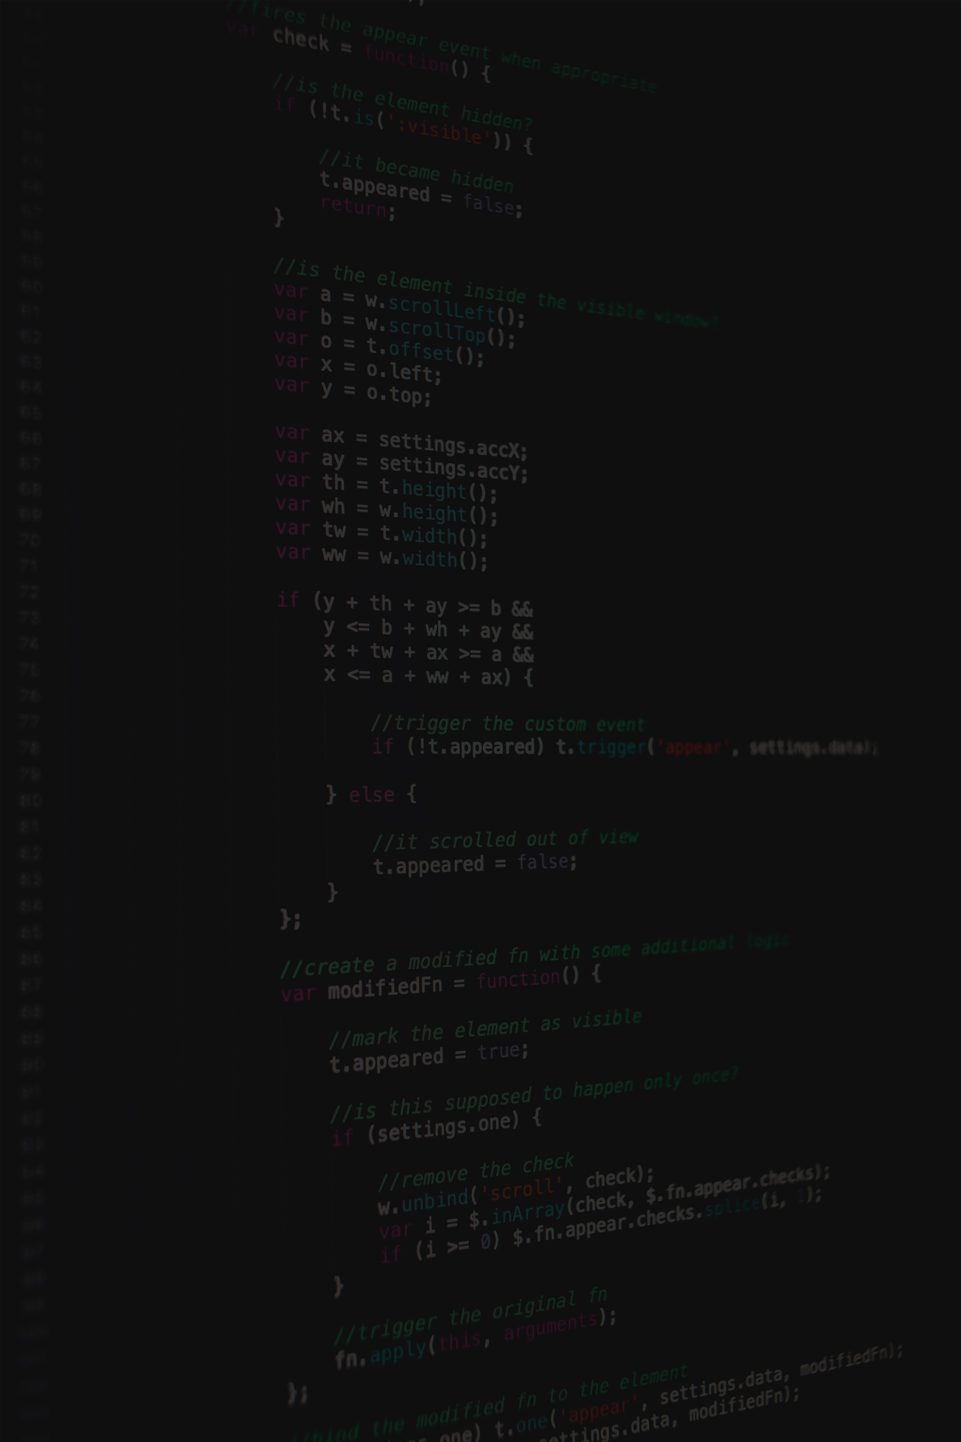 //fires the appear event when appropriate
var check = function() {
//is the element hidden?
if (!t.is(':visible')) {
//it became hidden
t.appeared = false;
return;
}
//is the element inside the visible window?
var a = w.scrollLeft();
var b = w.scrollTop();
var o = t.offset();
var x = o.left;
var y = o.top;
var ax = settings.accX;
var ay = settings.accY;
var th = t.height();
var wh = w.height();
var tw = t.width();
var ww = w.width();
if (y + th + ay >= b &&
y <= b + wh + ay &&
x + tw + ax >= a &&
x <= a + ww + ax) {
//trigger the custom event
if (!t.appeared) t.trigger('appear', settings.data);
} else {
//it scrolled out of view
t.appeared = false;
}
};
//create a modified fn with some additional logic
var modifiedFn = function() {
//mark the element as visible
t.appeared = true;
//is this supposed to happen only once?
if (settings.one) {
//remove the check
w.unbind('scroll', check);
var i = $.inArray(check, $.fn.appear.checks);
if (i >= 0) $.fn.appear.checks.splice(i, 1);
}
//trigger the original fn
fn.apply(this, arguments);
};
//bind the modified fn to the element
one) t.one('appear', settings.data, modifiedFn);
settings.data, modifiedFn);